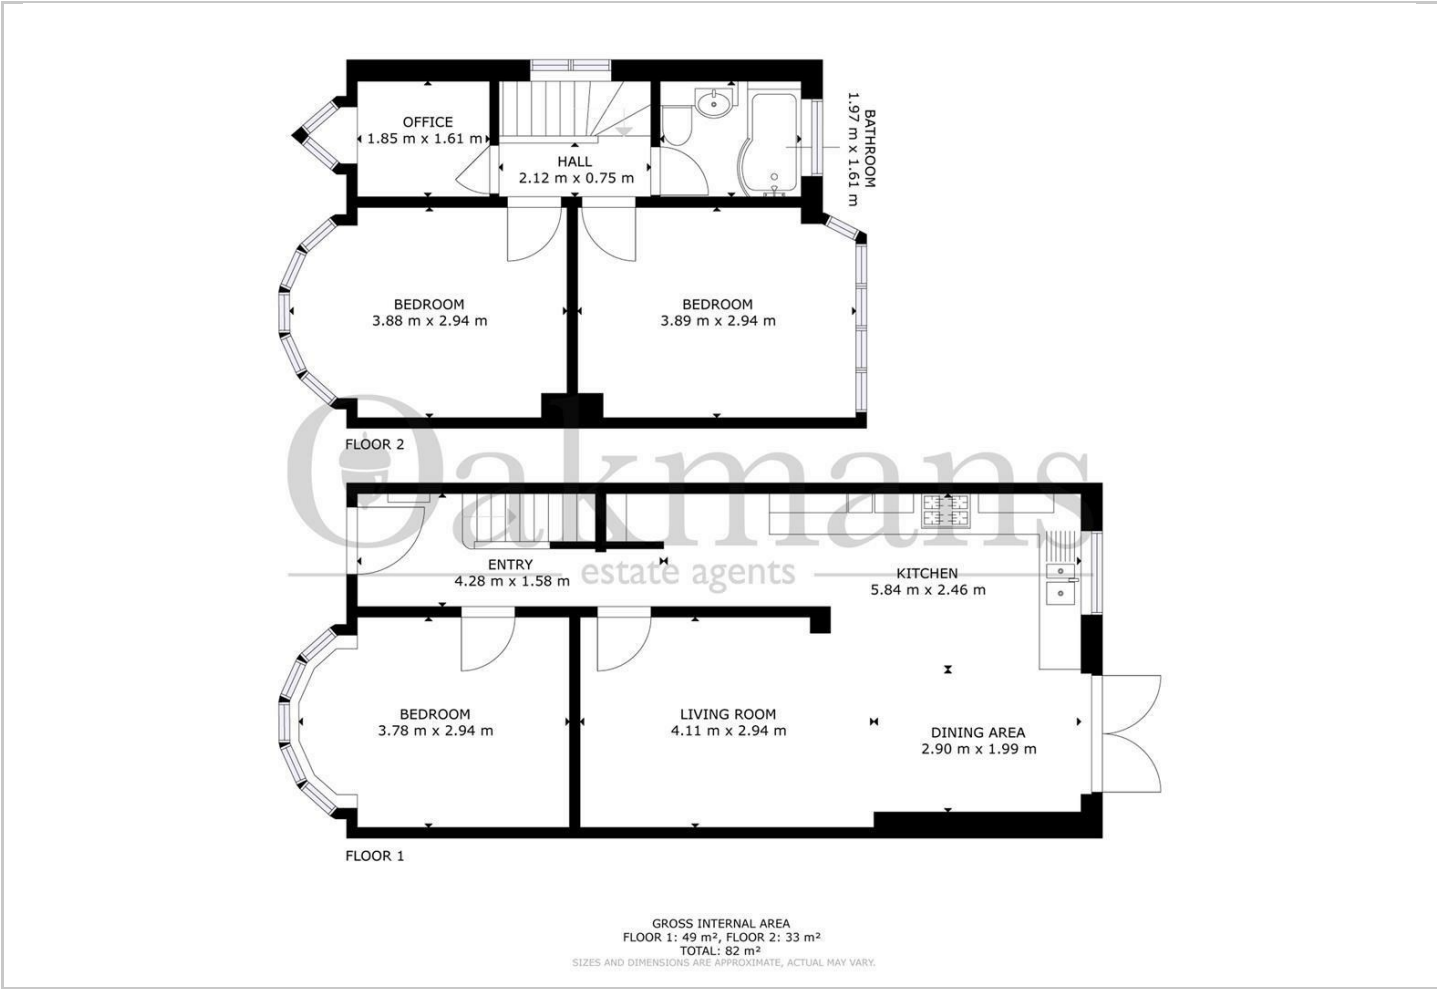 OFFICE
1.85 m x 1.61 m
HALL
2.12 m x 0.75 m
BATHROOM
1.97 m x 1.61 m
BEDROOM
3.88 m x 2.94 m
BEDROOM
3.89 m x 2.94 m
FLOOR 2
Oakmans
estate agents
ENTRY
4.28 m x 1.58 m
KITCHEN
5.84 m x 2.46 m
BEDROOM
3.78 m x 2.94 m
LIVING ROOM
4.11 m x 2.94 m
DINING AREA
2.90 m x 1.99 m
FLOOR 1
GROSS INTERNAL AREA
FLOOR 1: 49 m², FLOOR 2: 33 m²
TOTAL: 82 m²
SIZES AND DIMENSIONS ARE APPROXIMATE, ACTUAL MAY VARY.